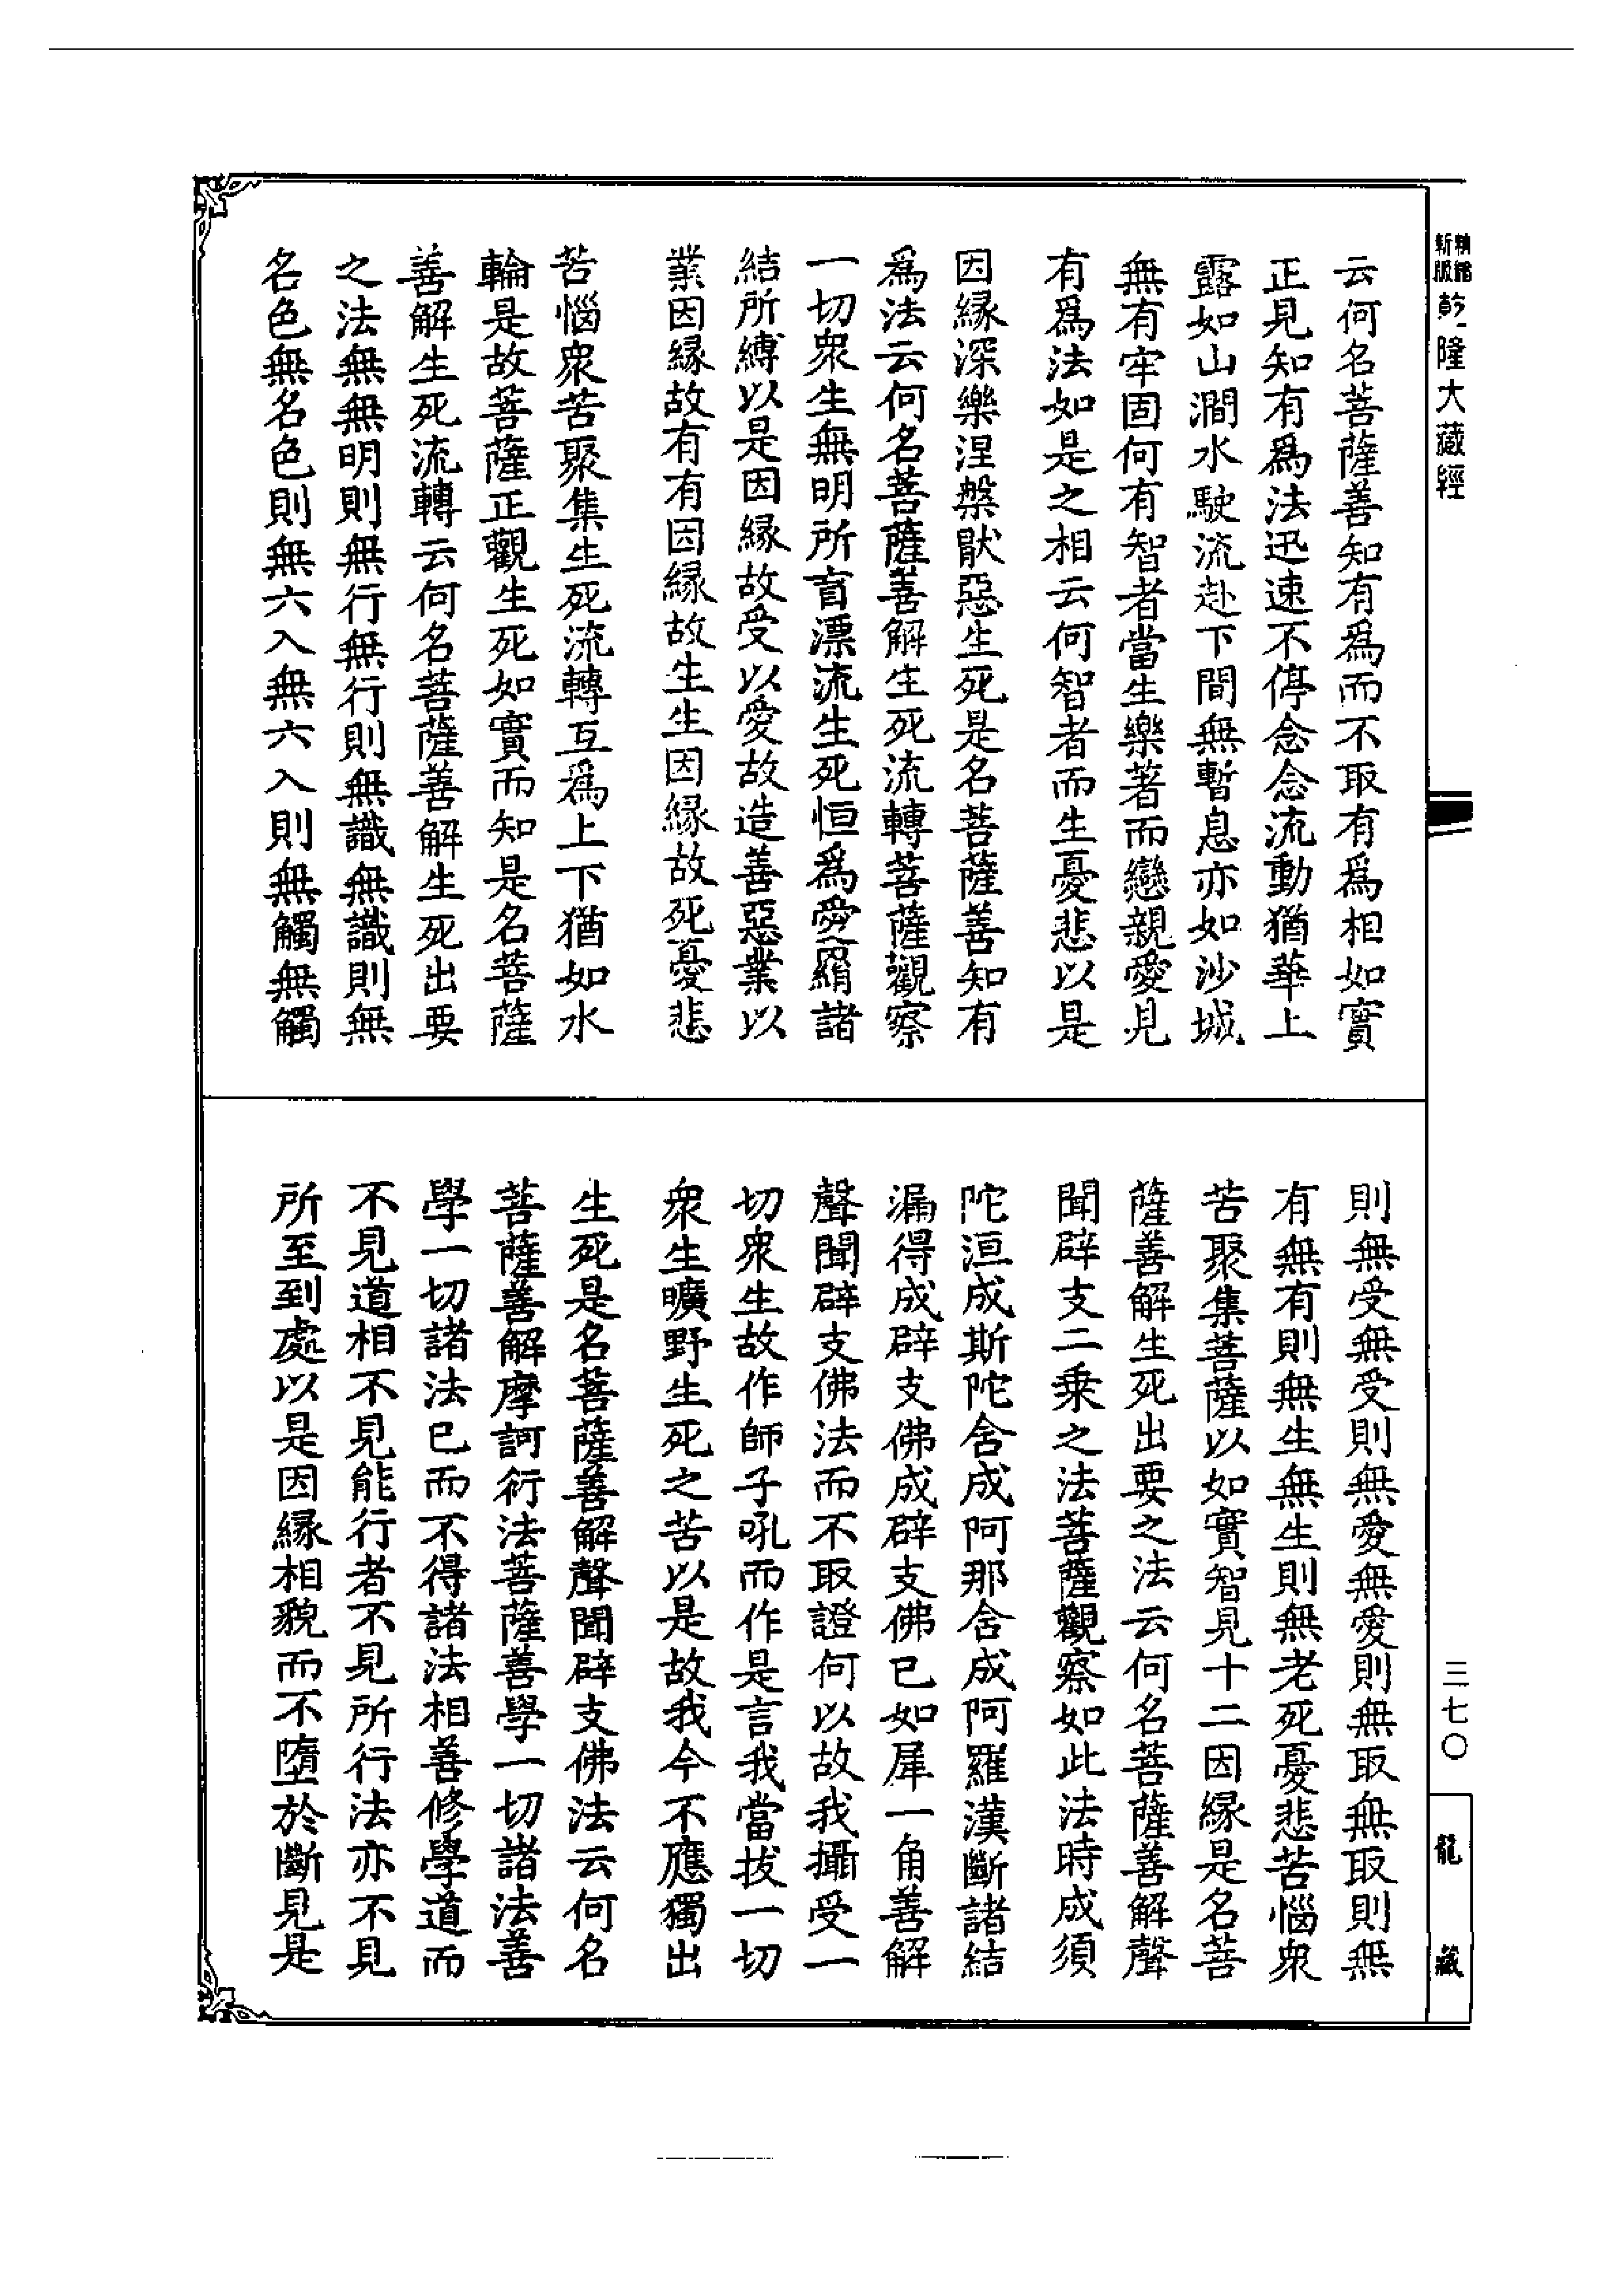 精縮
新版
乾隆大藏經
云何名菩薩善知有爲而不取有爲相如實
正見知有爲法迅速不停念念流動猶華上
露如山澗水駛流赴下間無暫息亦如沙城
無有牢固何有智者當生樂著而戀親愛見
有爲法如是之相云何智者而生憂悲以是
因緣深樂涅槃猒惡生死是名菩薩善知有
爲法云何名菩薩善解生死流轉菩薩觀察
一切衆生無明所盲漂流生死恒爲愛羂諸
結所縛以是因緣故受以愛故造善惡業以
業因緣故有有因緣故生生因緣故死憂悲
苦惱衆苦聚集生死流轉互爲上下猶如水
輪是故菩薩正觀生死如實而知是名菩薩
善解生死流轉云何名菩薩善解生死出要
之法無無明則無行無行則無識無識則無
名色無名色則無六入無六入則無觸無觸
則無受無受則無愛無愛則無取無取則無
有無有則無生無生則無老死憂悲苦惱衆
苦聚集菩薩以如實智見十二因緣是名菩
薩善解生死出要之法云何名菩薩善解聲
聞辟支二乗之法菩薩觀察如此法時成須
陀洹成斯陀含成阿那含成阿羅漢斷諸結
漏得成辟支佛成辟支佛已如犀一角善解
聲聞辟支佛法而不取證何以故我攝受一
切衆生故作師子吼而作是言我當拔一切
衆生曠野生死之苦以是故我今不應獨出
生死是名菩薩善解聲聞辟支佛法云何名
菩薩善解摩訶衍法菩薩善學一切諸法善
學一切諸法已而不得諸法相善修學道而
不見道相不見能行者不見所行法亦不見
所至到處以是因緣相貌而不墮於斷見是
三七〇
龍藏